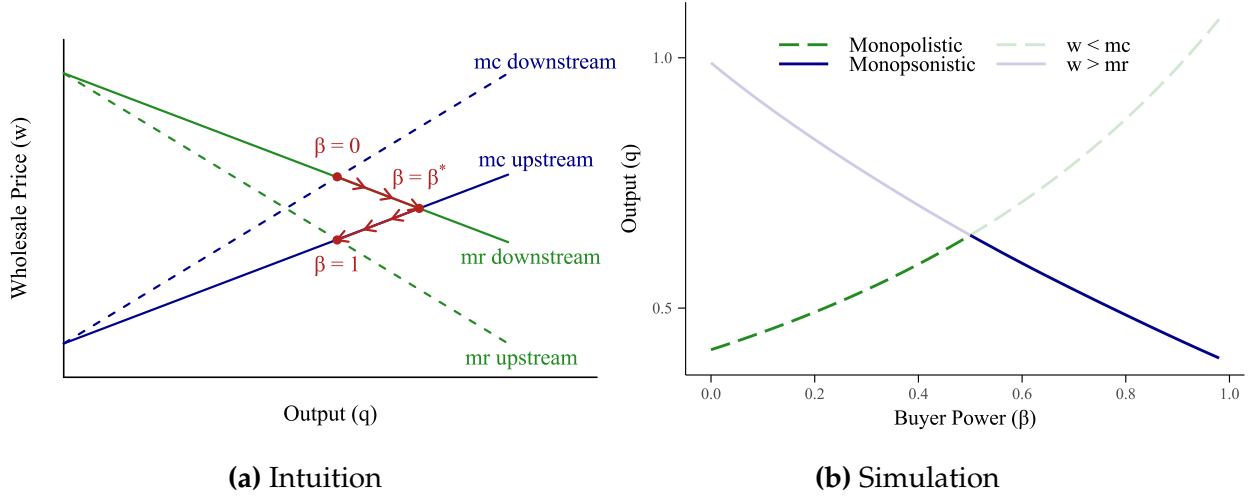 Wholesale Price (w)
mc downstream
β = 0
β = β*
mc upstream
β = 1
mr downstream
mr upstream
Output (q)
(a) Intuition
Output (q)
1.0
0.5
Monopolistic
Monopsonistic
w < mc
w > mr
0.0 0.2 0.4 0.6 0.8 1.0
Buyer Power (β)
(b) Simulation